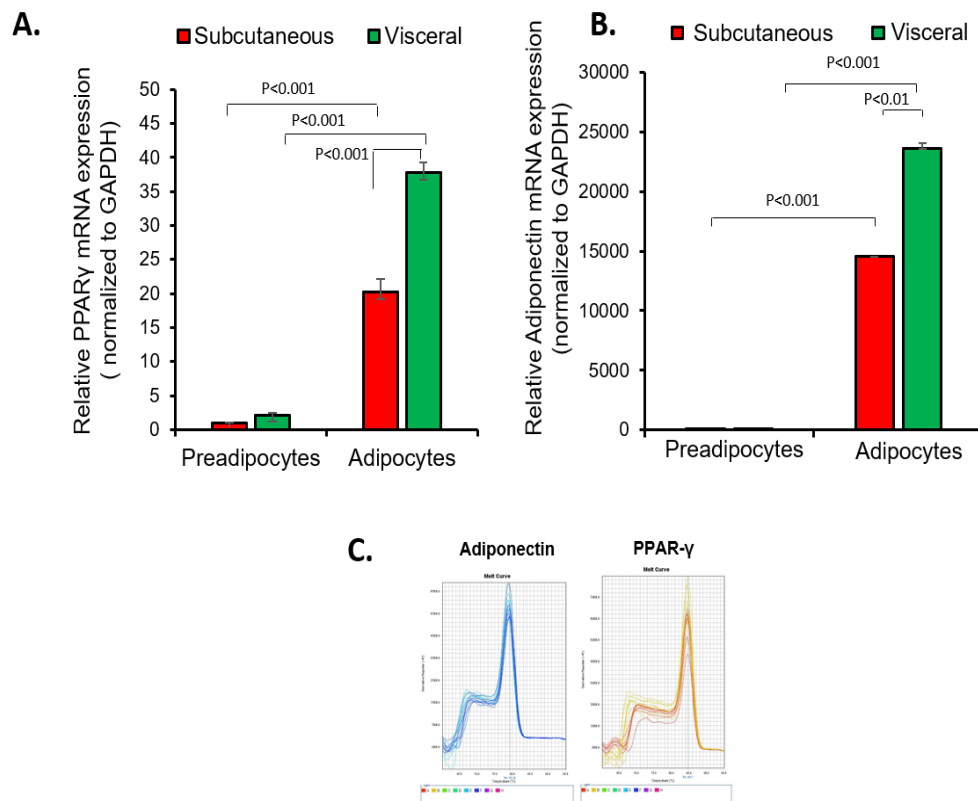 A.
Subcutaneous Visceral
Relative PPARγ mRNA expression
( normalized to GAPDH)
50
45
40
35
30
25
20
15
10
5
0
P<0.001
P<0.001
P<0.001
Preadipocytes Adipocytes
B.
Subcutaneous Visceral
Relative Adiponectin mRNA expression
(normalized to GAPDH)
30000
25000
20000
15000
10000
5000
0
P<0.001
P<0.01
P<0.001
Preadipocytes Adipocytes
C.
Adiponectin PPAR-γ
Melt Curve Melt Curve
Temperature (°C) Temperature (°C)